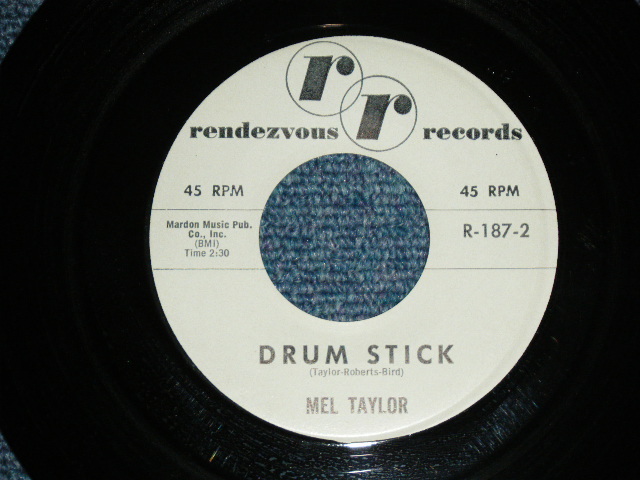 r
r
rendezvous records
45 RPM
45 RPM
Mardon Music Pub.
Co., Inc.
(BMI)
Time 2:30
R-187-2
DRUM STICK
(Taylor-Roberts-Bird)
MEL TAYLOR